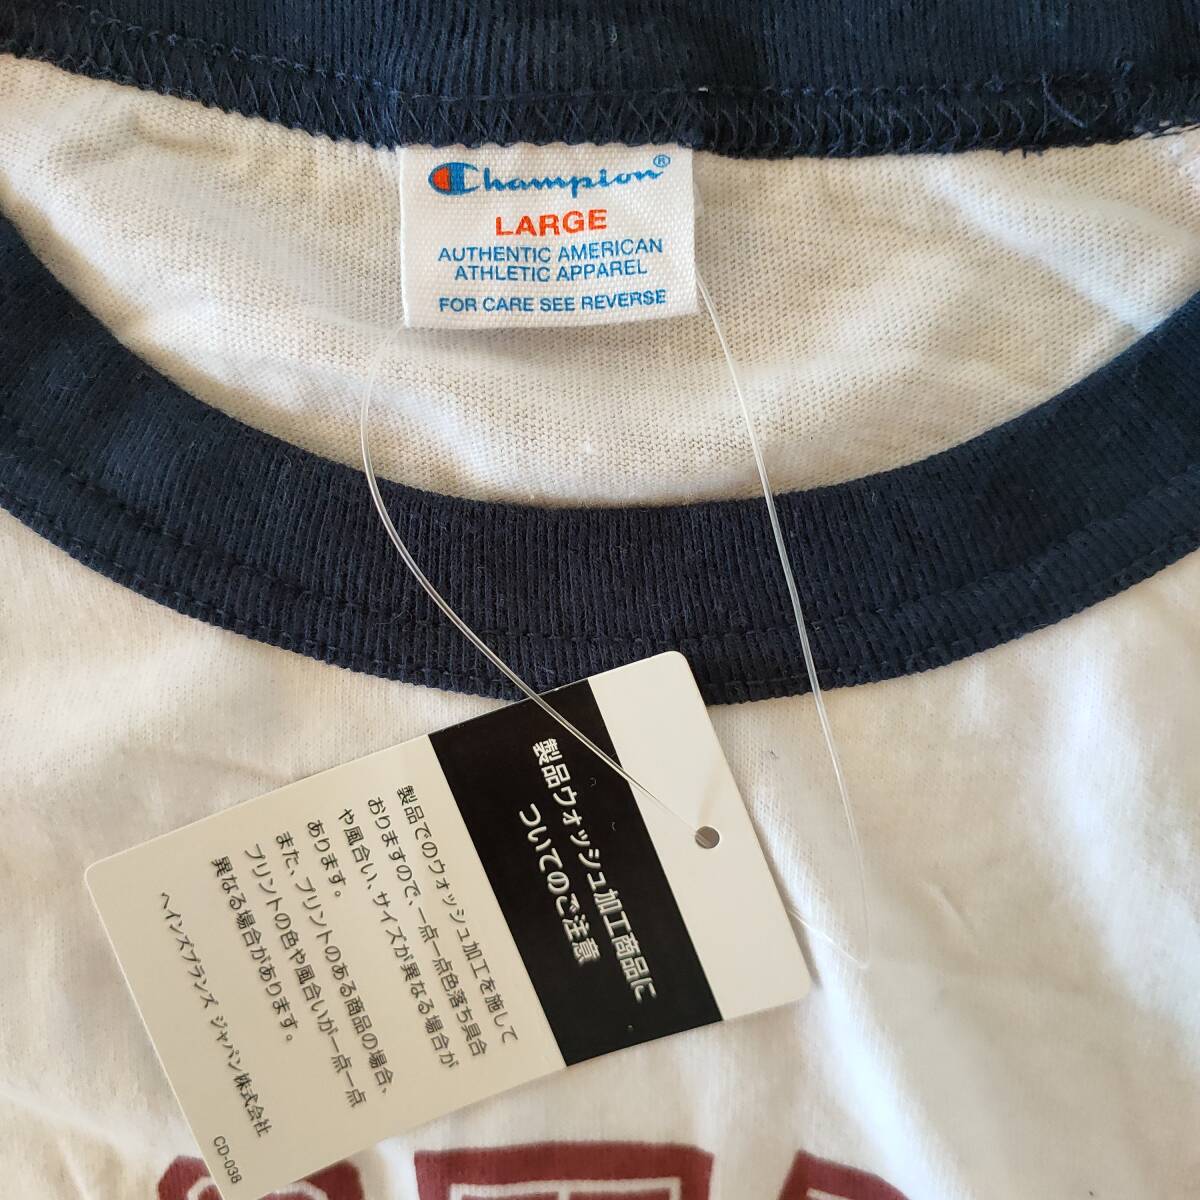 Champion®
LARGE
AUTHENTIC AMERICAN
ATHLETIC APPAREL
FOR CARE SEE REVERSE
製品ウォッシュ加工商品に
ついてのご注意
製品でのウォッシュ加工を施して
おりますので、一点一点色落ち具合
や風合い、サイズが異なる場合が
あります。
また、プリントのある商品の場合、
プリントの色や風合いが一点一点
異なる場合があります。
ヘインズブランズ ジャパン株式会社
CD-038